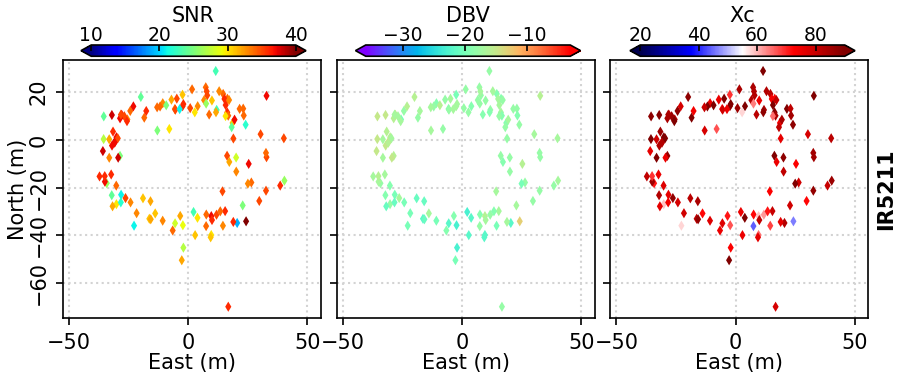 SNR DBV Xc
10 20 30 40 −30 −20 −10 20 40 60 80
20
0
−20
−40
−60
North (m)
IR5211
−50 0 50 −50 0 50 −50 0 50
East (m) East (m) East (m)